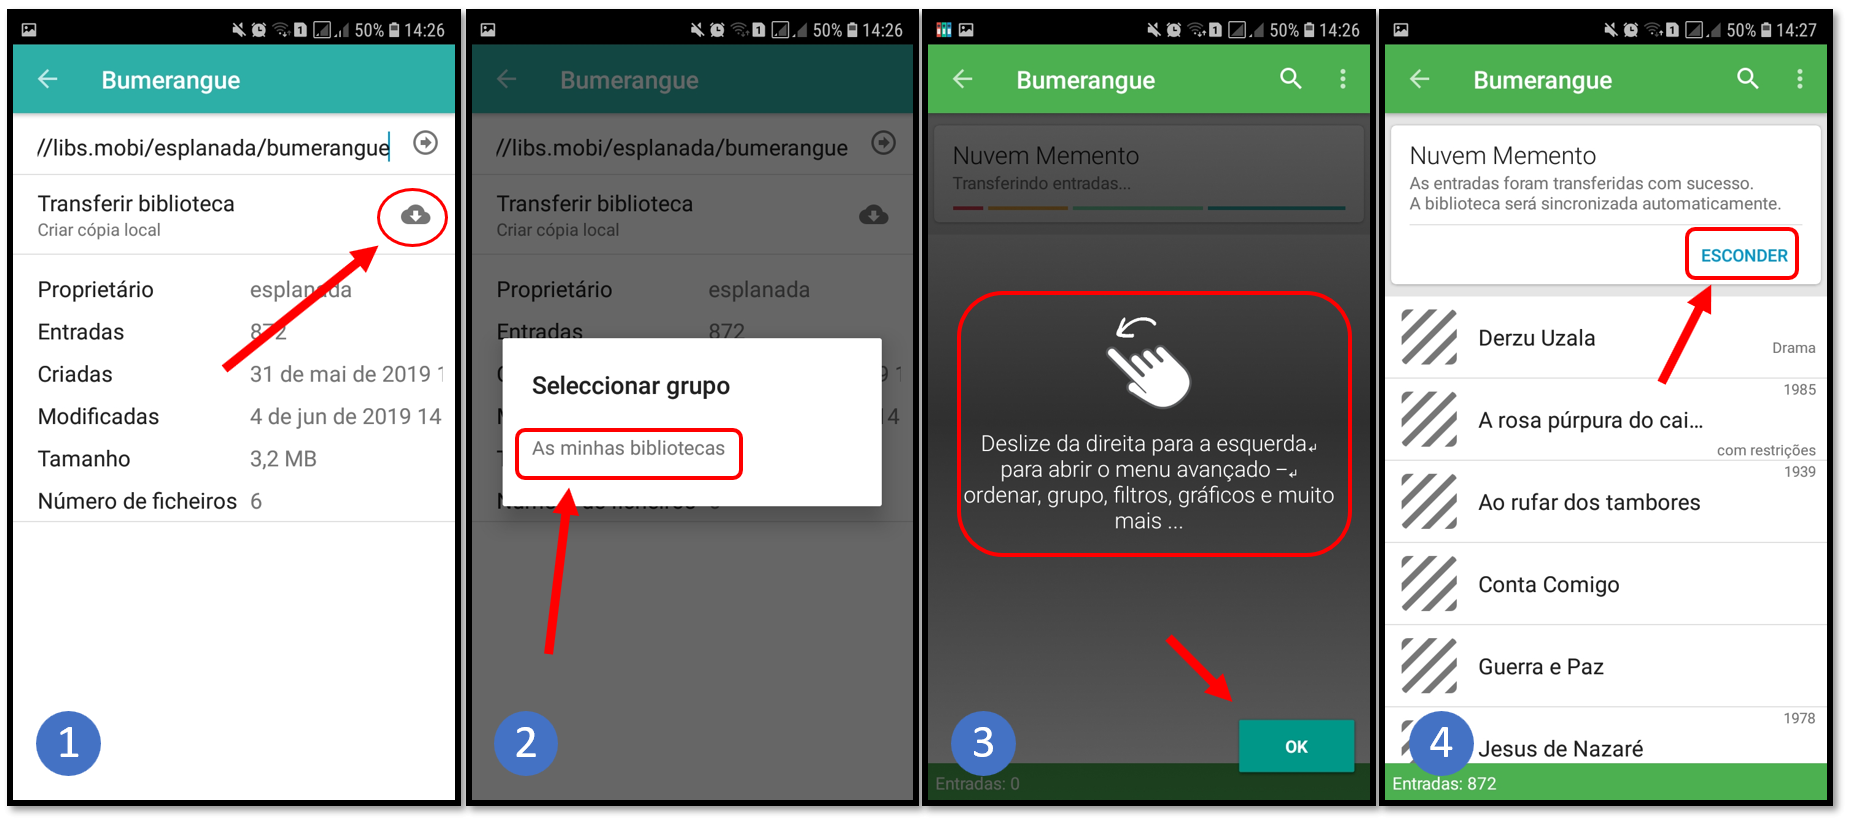 50% 14:26
Bumerangue
//libs.mobi/esplanada/bumerangue
Transferir biblioteca
Criar cópia local
Proprietário esplanada
Entradas 872
Criadas 31 de mai de 2019 1
Modificadas 4 de jun de 2019 14
Tamanho 3,2 MB
Número de ficheiros 6
1
1 50% 14:26
Bumerangue
//libs.mobi/esplanada/bumerangue
Transferir biblioteca
Criar cópia local
Proprietário esplanada
Entradas 872
Seleccionar grupo
As minhas bibliotecas
2
1 50% 14:26
Bumerangue
Nuvem Memento
Transferindo entradas...
Deslize da direita para a esquerda↲
para abrir o menu avançado –↲
ordenar, grupo, filtros, gráficos e muito
mais ...
OK
3
Entradas: 0
1 50% 14:27
Bumerangue
Nuvem Memento
As entradas foram transferidas com sucesso.
A biblioteca será sincronizada automaticamente.
ESCONDER
Derzu Uzala
Drama
1985
A rosa púrpura do cai...
com restrições
1939
Ao rufar dos tambores
Conta Comigo
Guerra e Paz
1978
Jesus de Nazaré
4
Entradas: 872